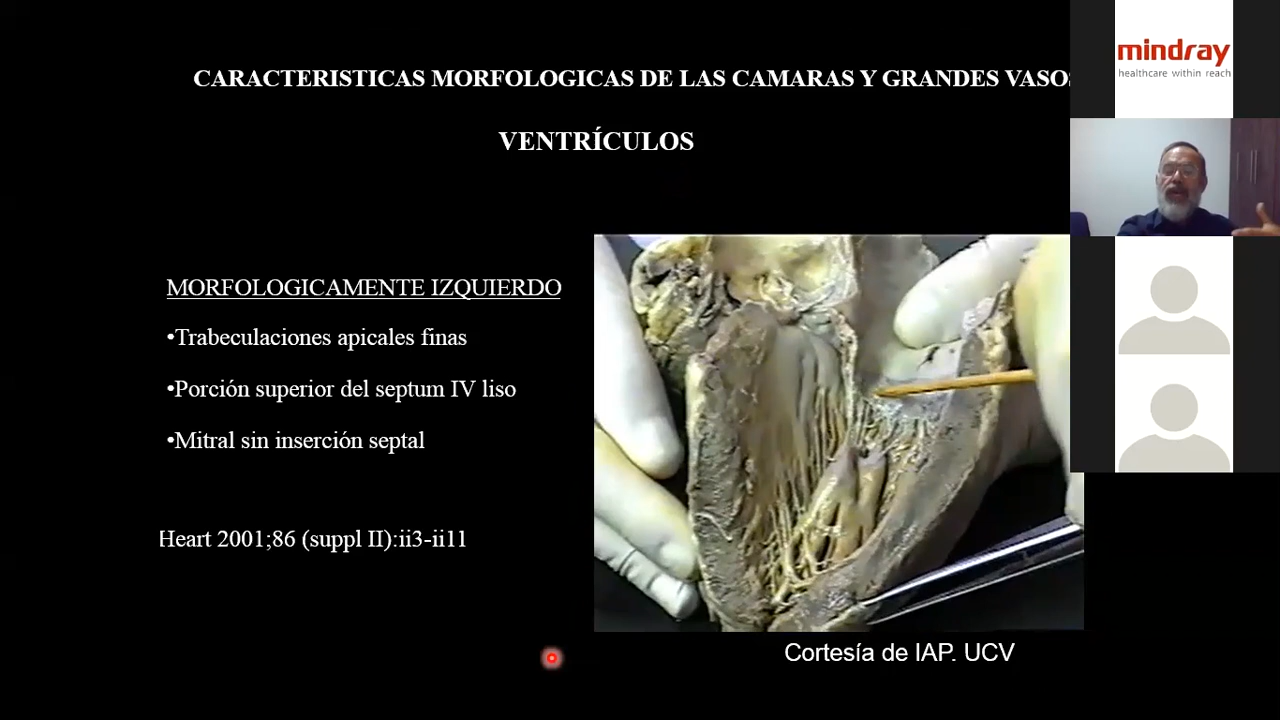 CARACTERISTICAS MORFOLOGICAS DE LAS CAMARAS Y GRANDES VASOS
VENTRÍCULOS
MORFOLOGICAMENTE IZQUIERDO
•Trabeculaciones apicales finas
•Porción superior del septum IV liso
•Mitral sin inserción septal
Heart 2001;86 (suppl II):ii3-ii11
Cortesía de IAP. UCV
mindray
healthcare within reach